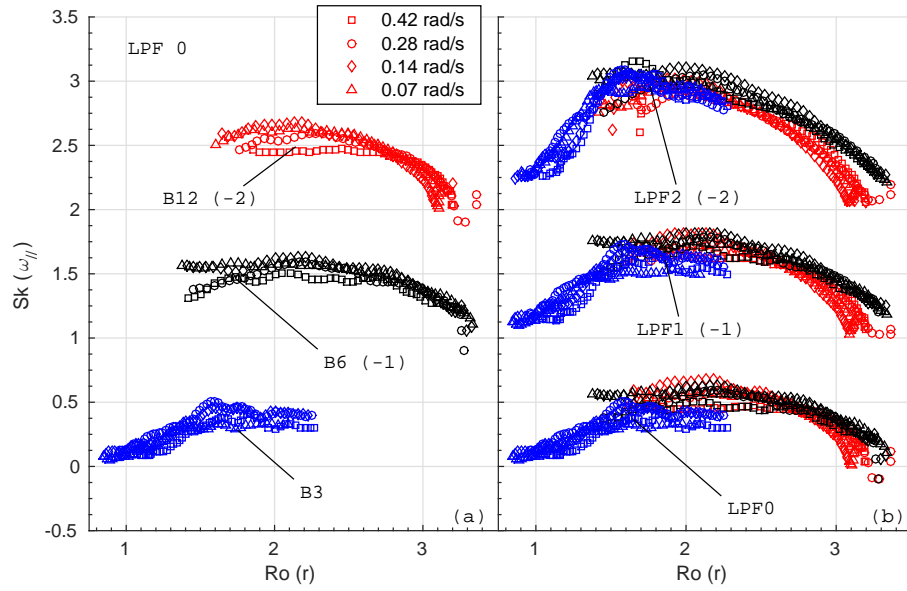 LPF 0
0.42 rad/s
0.28 rad/s
0.14 rad/s
0.07 rad/s
3.5
3
2.5
2
1.5
1
0.5
0
-0.5
Sk (ω//)
B12 (-2)
B6 (-1)
B3
(a)
1
2
3
Ro (r)
LPF2 (-2)
LPF1 (-1)
LPF0
(b)
1
2
3
Ro (r)